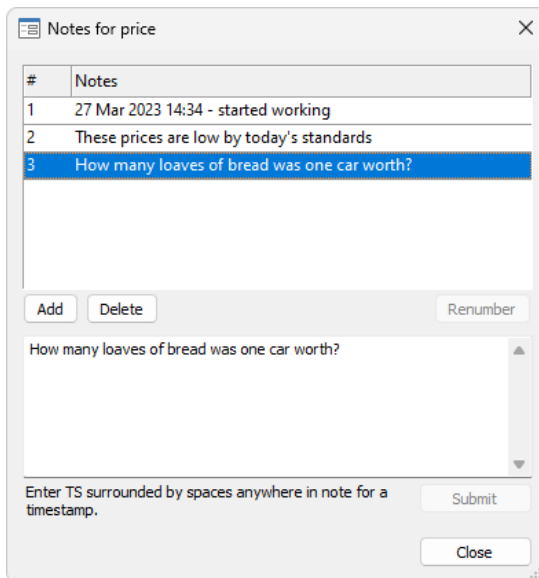 Notes for price
# Notes
1 27 Mar 2023 14:34 - started working
2 These prices are low by today's standards
3 How many loaves of bread was one car worth?
Add Delete Renumber
How many loaves of bread was one car worth?
Enter TS surrounded by spaces anywhere in note for a
timestamp.
Submit
Close